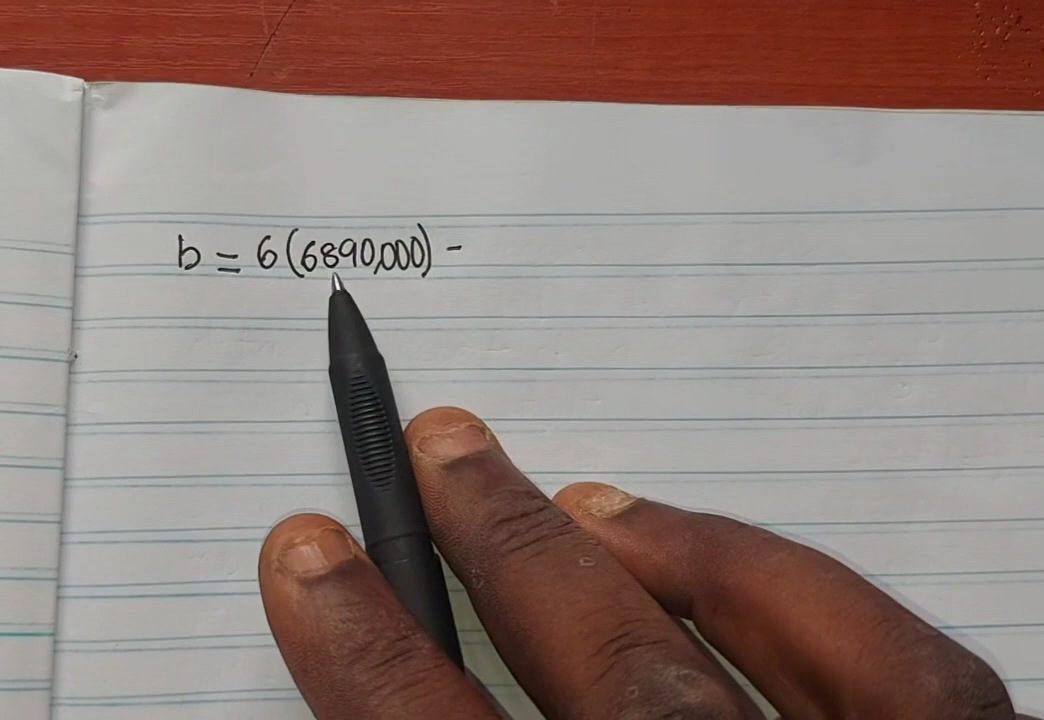 b = 6(6890,000) -